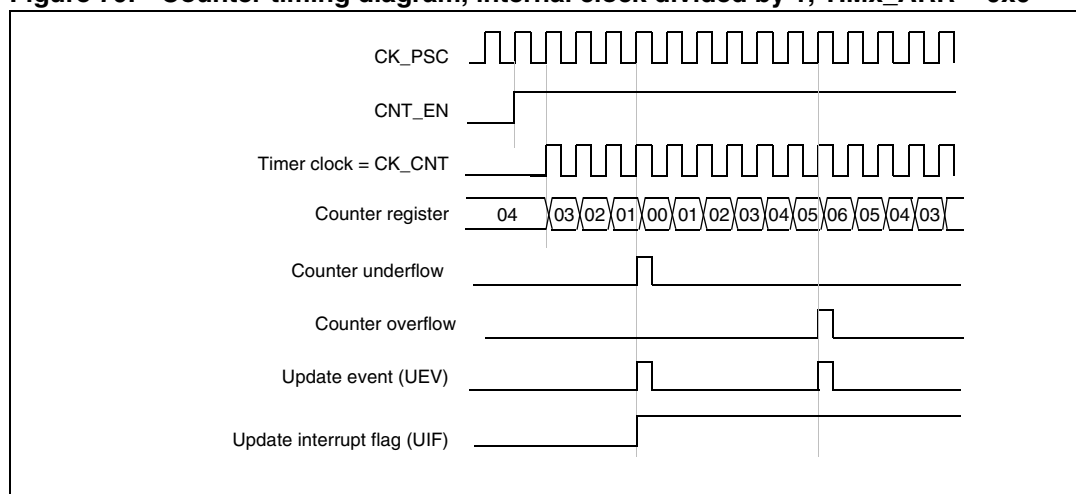 CK_PSC
CNT_EN
Timer clock = CK_CNT
Counter register 04 03 02 01 00 01 02 03 04 05 06 05 04 03
Counter underflow
Counter overflow
Update event (UEV)
Update interrupt flag (UIF)